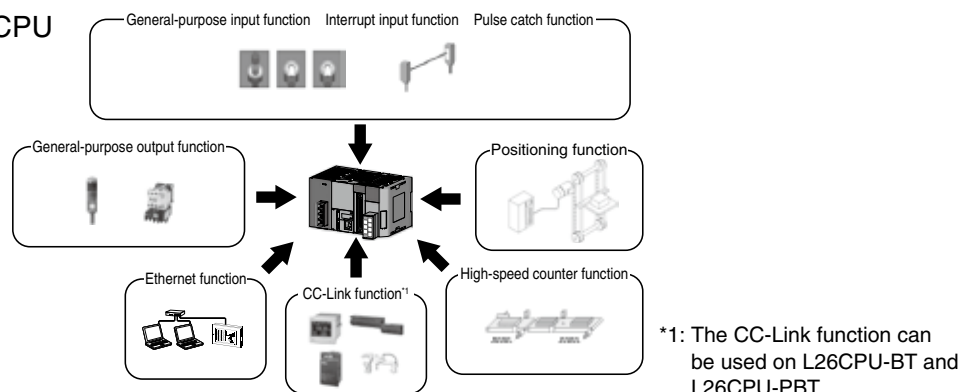 CPU
General-purpose input function Interrupt input function Pulse catch function
General-purpose output function
Positioning function
Ethernet function
CC-Link function*1
High-speed counter function
*1: The CC-Link function can
be used on L26CPU-BT and
L26CPU-PBT